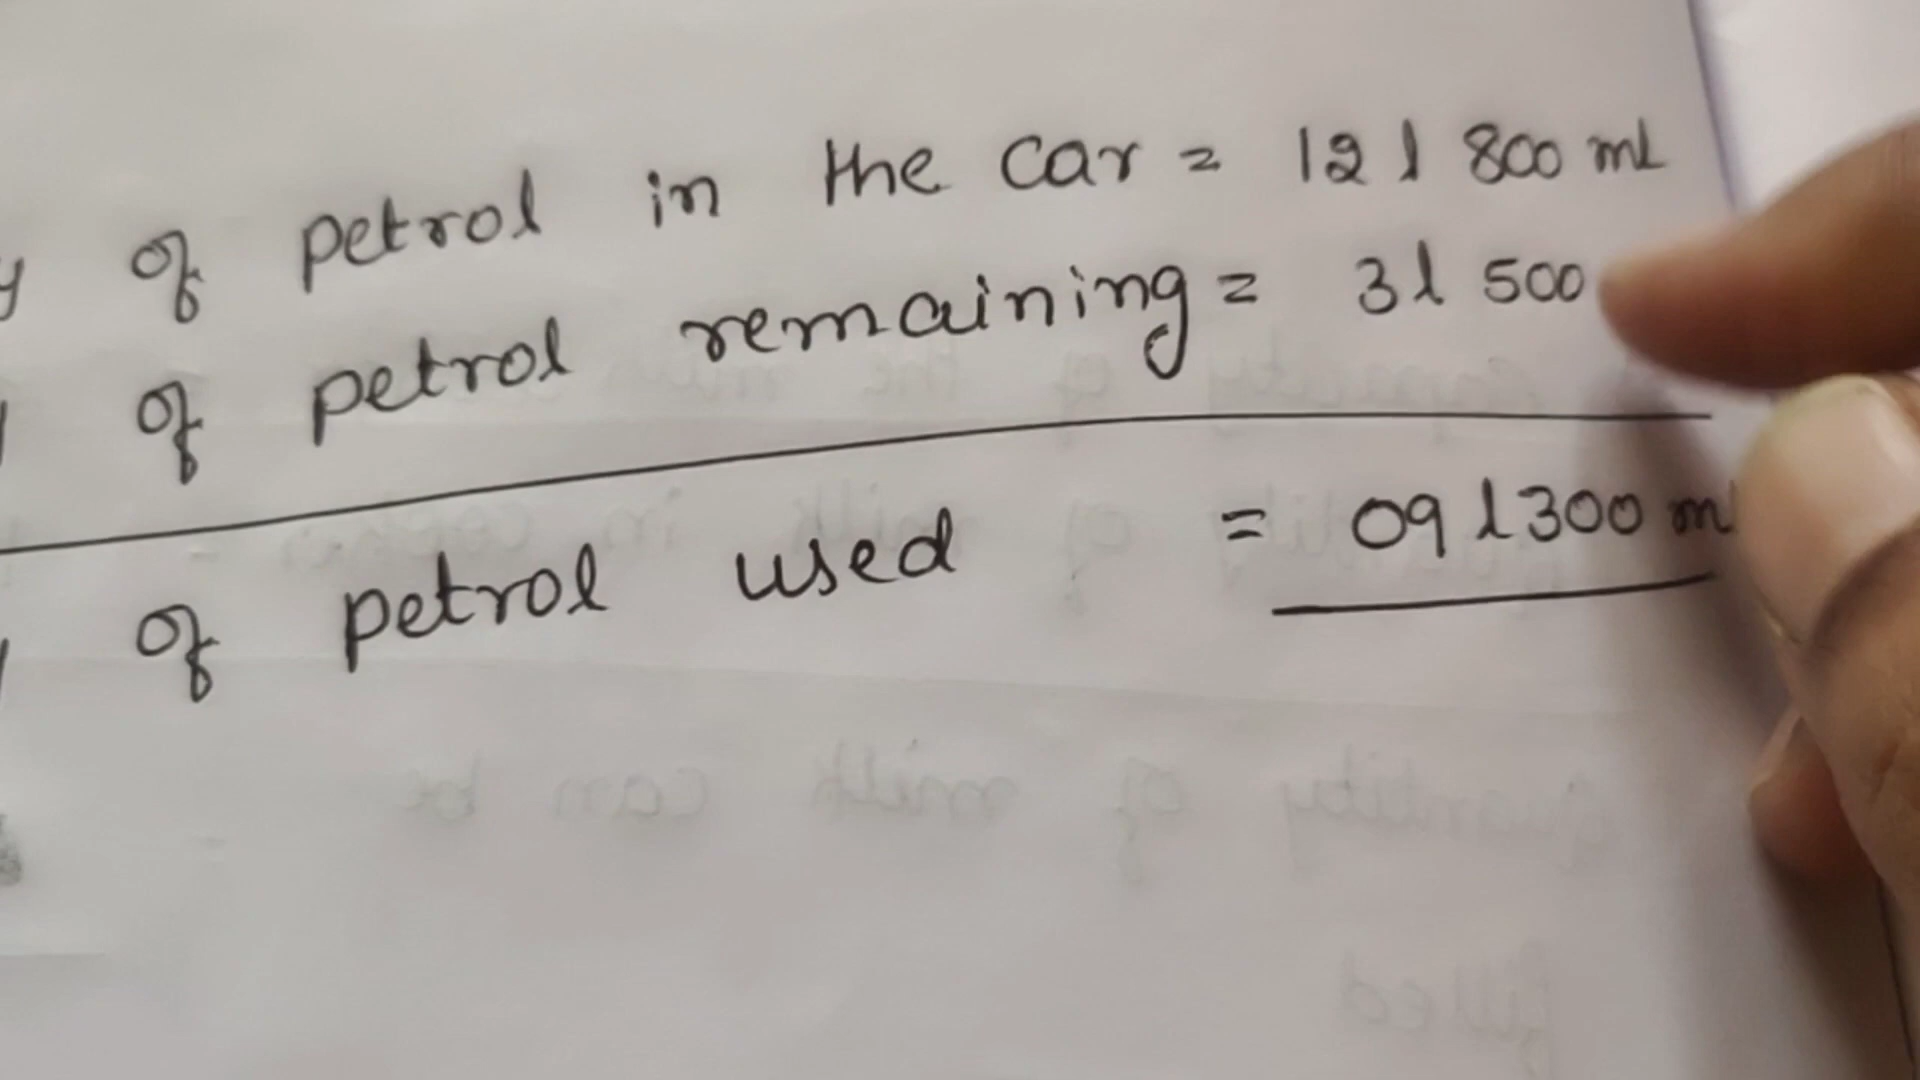 y of petrol in the car = 12 l 800 ml
of petrol remaining = 3 l 500
of petrol used = 09 l 300 m